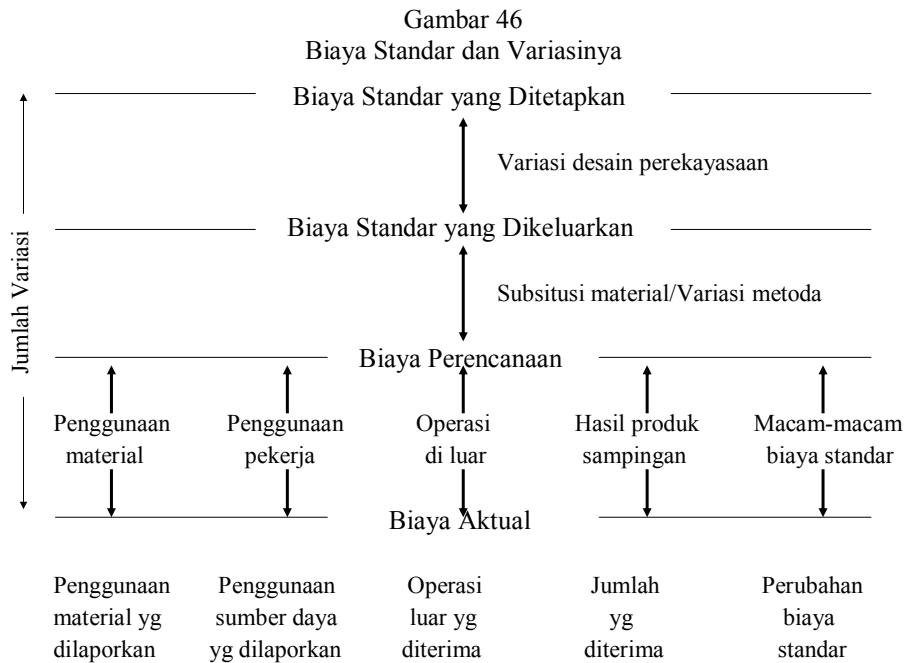 Gambar 46
Biaya Standar dan Variasinya
Biaya Standar yang Ditetapkan
Variasi desain perekayasaan
Biaya Standar yang Dikeluarkan
Jumlah Variasi
Subsitusi material/Variasi metoda
Biaya Perencanaan
Penggunaan Penggunaan Operasi Hasil produk Macam-macam
material pekerja di luar sampingan biaya standar
Biaya Aktual
Penggunaan Penggunaan Operasi Jumlah Perubahan
material yg sumber daya luar yg yg biaya
dilaporkan yg dilaporkan diterima diterima standar